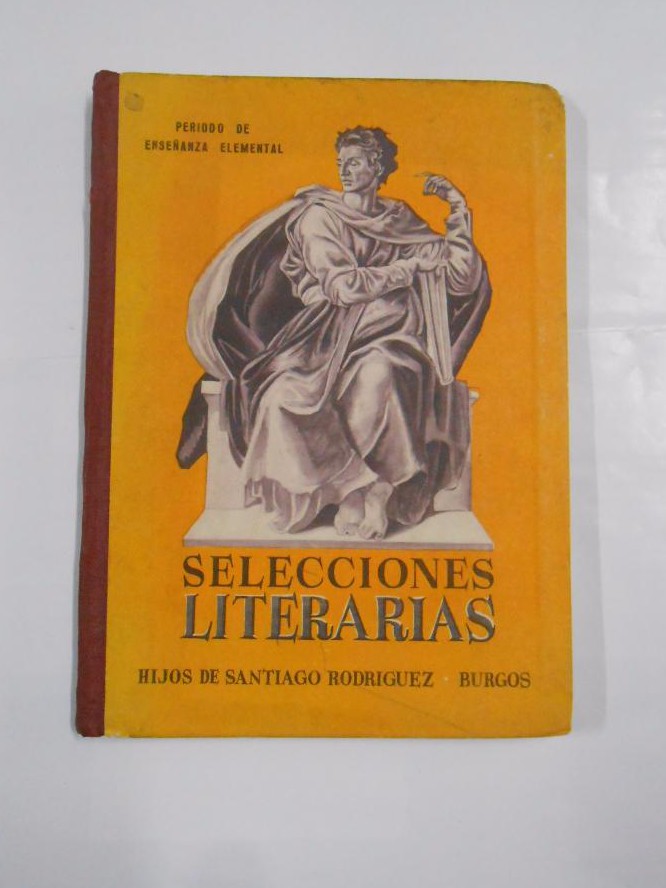 PERIODO DE
ENSEÑANZA ELEMENTAL
SELECCIONES
LITERARIAS
HIJOS DE SANTIAGO RODRIGUEZ - BURGOS